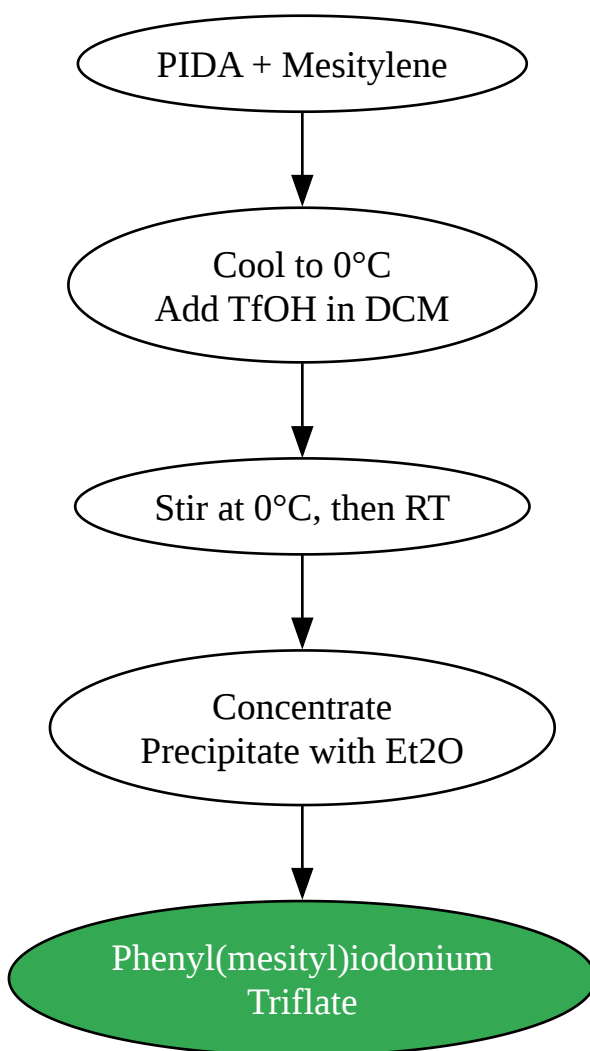 PIDA + Mesitylene
Cool to 0°C
Add TfOH in DCM
Stir at 0°C, then RT
Concentrate
Precipitate with Et2O
Phenyl(mesityl)iodonium
Triflate